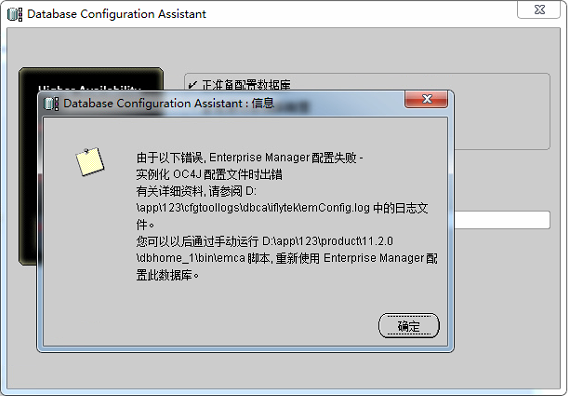 Database Configuration Assistant
正准备配置数据库
Database Configuration Assistant : 信息
由于以下错误, Enterprise Manager 配置失败 -
实例化 OC4J 配置文件时出错
有关详细资料, 请参阅 D:
\app\123\cfgtoollogs\dbca\iflytek\emConfig.log 中的日志文
件。
您可以以后通过手动运行 D:\app\123\product\11.2.0
\dbhome_1\bin\emca 脚本, 重新使用 Enterprise Manager 配
置此数据库。
确定